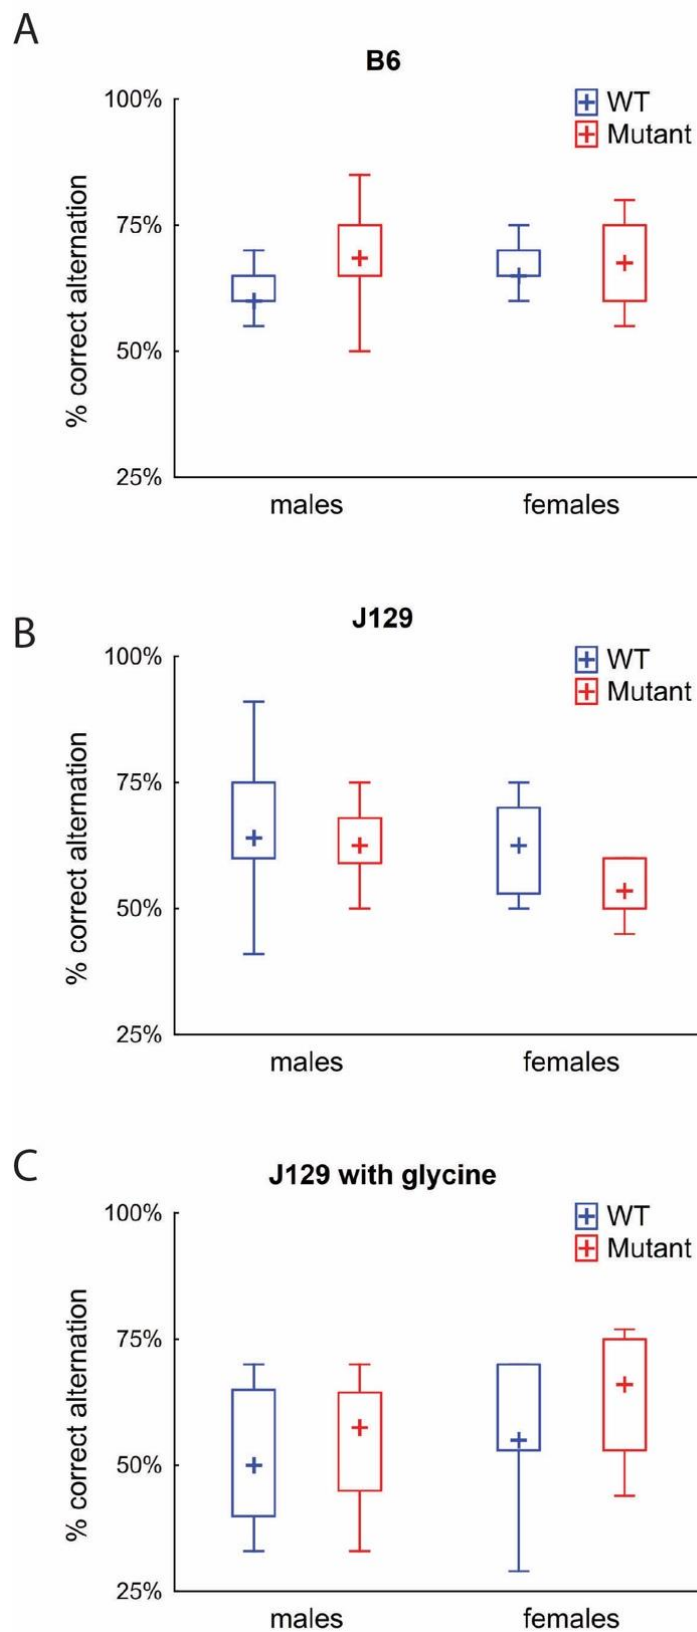 A
B6
WT
Mutant
100%
75%
50%
25%
% correct alternation
males females
B
J129
WT
Mutant
100%
75%
50%
25%
% correct alternation
males females
C
J129 with glycine
WT
Mutant
100%
75%
50%
25%
% correct alternation
males females